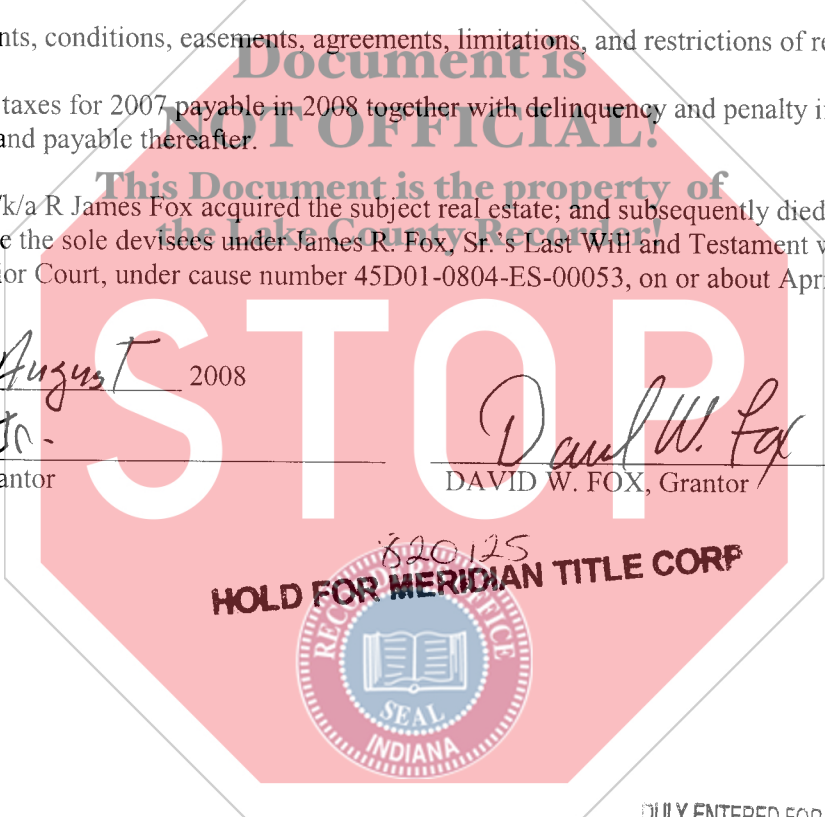 nts, conditions, easements, agreements, limitations, and restrictions of re
Document is
taxes for 2007 payable in 2008 together with delinquency and penalty i
NOT OFFICIAL!
and payable thereafter.
This Document is the property of
/k/a R James Fox acquired the subject real estate; and subsequently died
the Lake County Recorder!
e the sole devisees under James R. Fox, Sr.'s Last Will and Testament v
ior Court, under cause number 45D01-0804-ES-00053, on or about Apri
STOP
August 2008
Jr.
David W. Fox
antor
DAVID W. FOX, Grantor
820125
HOLD FOR MERIDIAN TITLE CORP
RECORDER'S OFFICE
SEAL
INDIANA
DULY ENTERED FOR